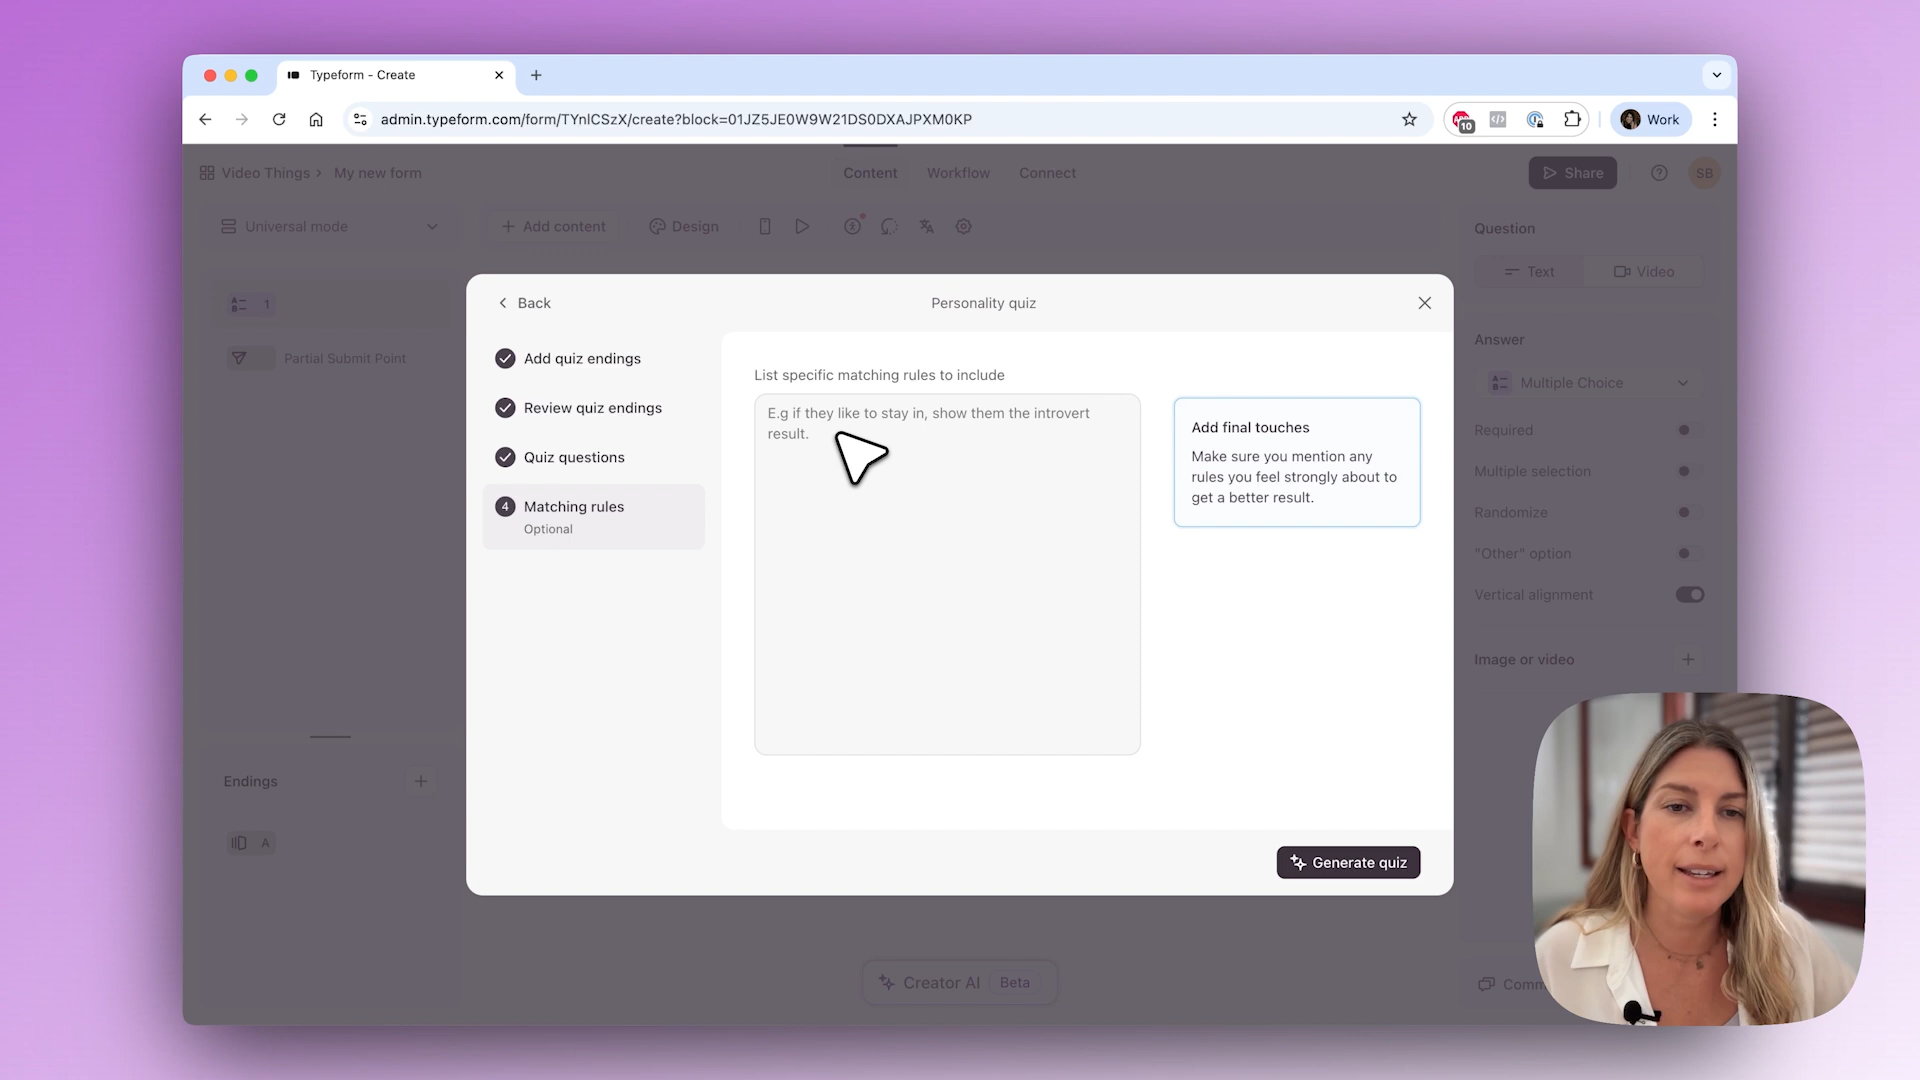 Typeform - Create
admin.typeform.com/form/TYnlCSzX/create?block=01JZ5JE0W9W21DS0DXAJPXM0KP
10
Work
Video Things
My new form
Content
Workflow
Connect
Share
SB
Universal mode
Add content
Design
Question
Text
Video
1
Partial Submit Point
Back
Personality quiz
Add quiz endings
Review quiz endings
Quiz questions
4
Matching rules
Optional
List specific matching rules to include
E.g if they like to stay in, show them the introvert
result.
Add final touches
Make sure you mention any
rules you feel strongly about to
get a better result.
Generate quiz
Answer
Multiple Choice
Required
Multiple selection
Randomize
"Other" option
Vertical alignment
Image or video
Endings
A
Creator AI
Beta